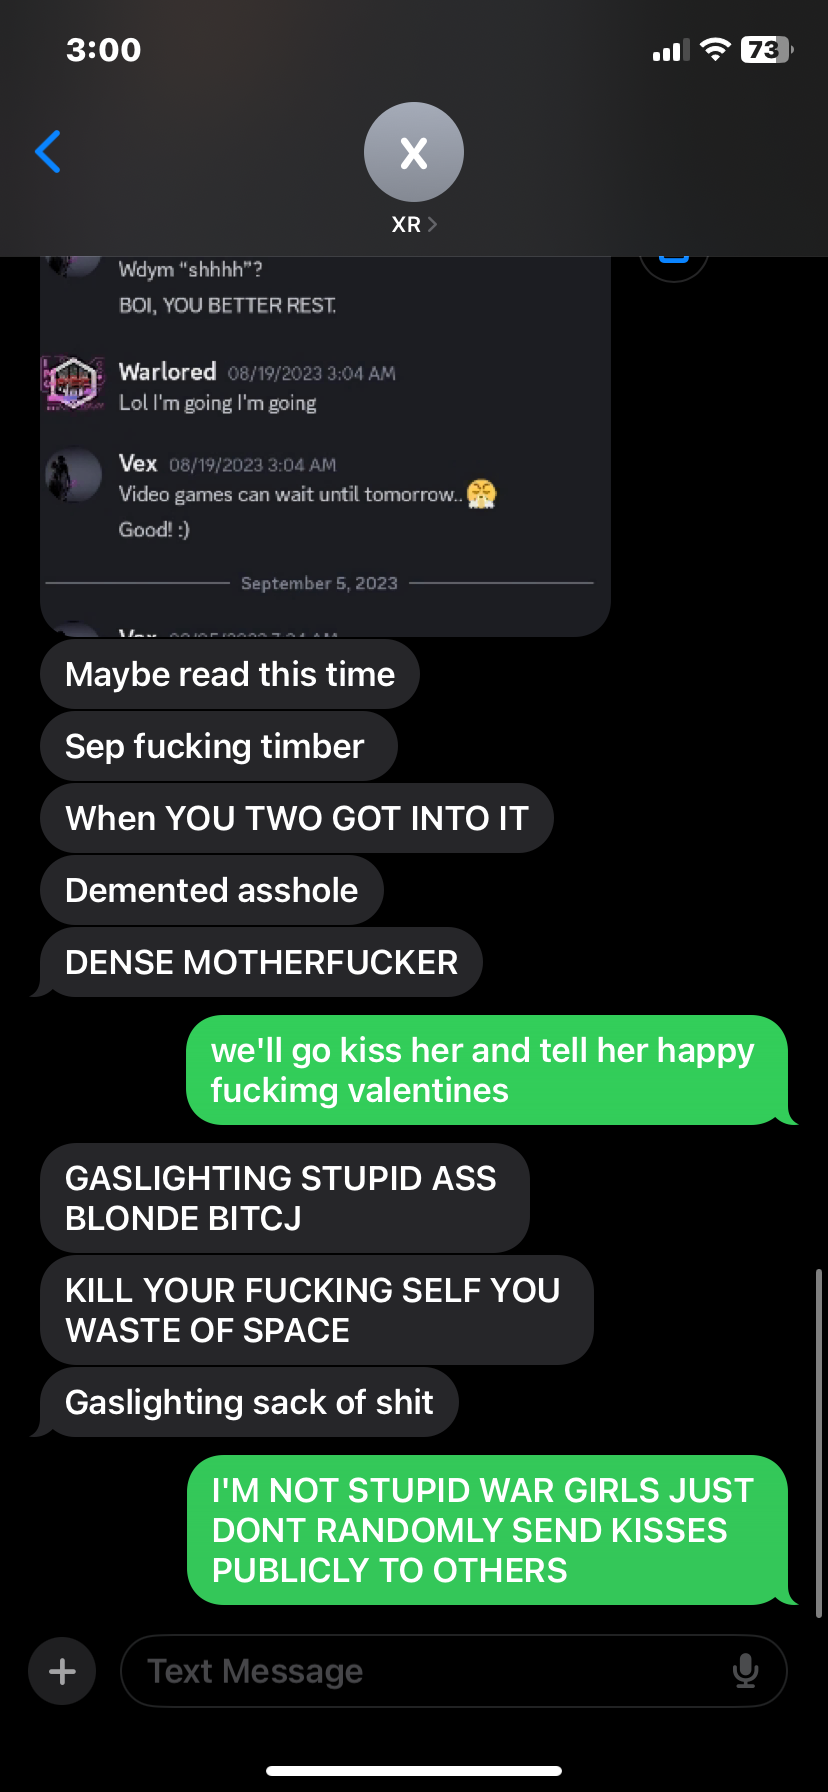 3:00
73
X
XR
Wdym “shhhh”?
BOI, YOU BETTER REST.
Warlored 08/19/2023 3:04 AM
Lol I'm going I'm going
Vex 08/19/2023 3:04 AM
Video games can wait until tomorrow..
Good! :)
September 5, 2023
Maybe read this time
Sep fucking timber
When YOU TWO GOT INTO IT
Demented asshole
DENSE MOTHERFUCKER
we'll go kiss her and tell her happy
fuckimg valentines
GASLIGHTING STUPID ASS
BLONDE BITCJ
KILL YOUR FUCKING SELF YOU
WASTE OF SPACE
Gaslighting sack of shit
I'M NOT STUPID WAR GIRLS JUST
DONT RANDOMLY SEND KISSES
PUBLICLY TO OTHERS
Text Message